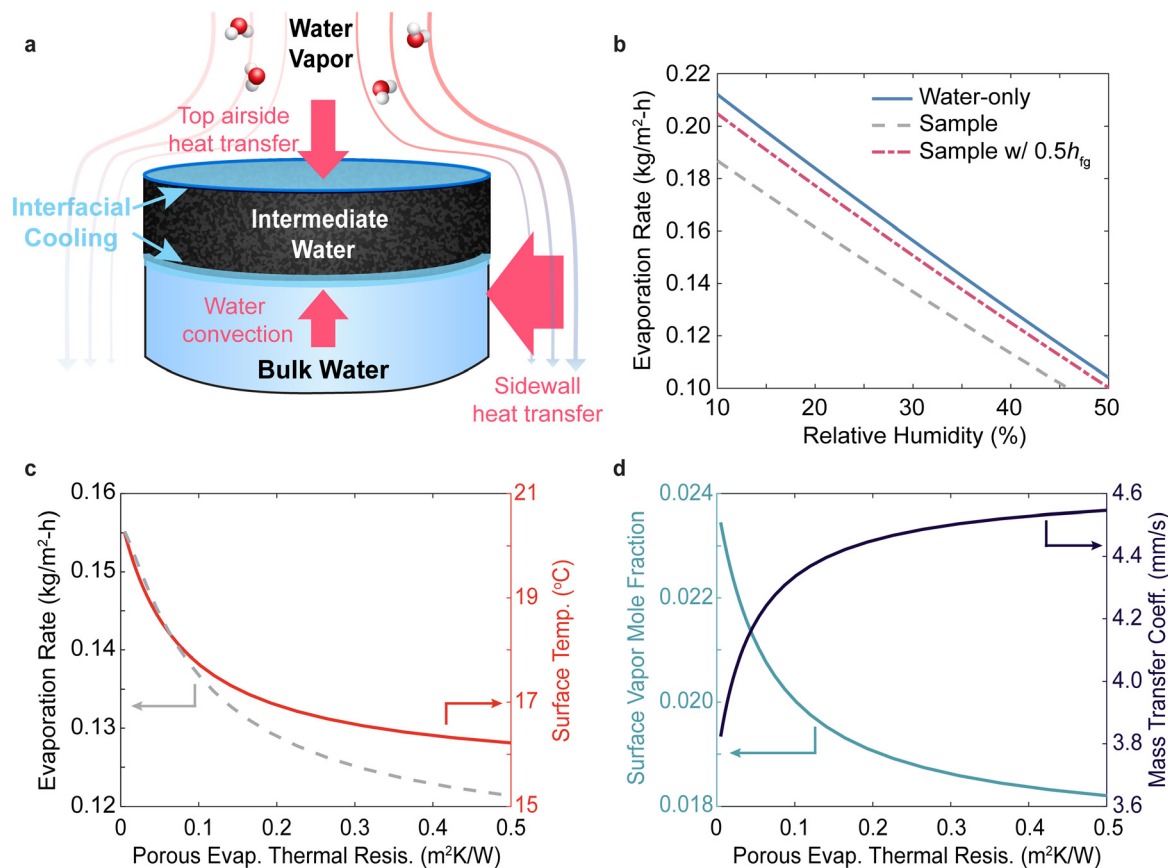 a
Water
Vapor
Top airside
heat transfer
Interfacial
Cooling
Intermediate
Water
Water
convection
Bulk Water
Sidewall
heat transfer
b
Evaporation Rate (kg/m²-h)
0.22
0.20
0.18
0.16
0.14
0.12
0.10
Water-only
Sample
Sample w/ 0.5h_fg
10 20 30 40 50
Relative Humidity (%)
c
Evaporation Rate (kg/m²-h)
0.16
0.15
0.14
0.13
0.12
21
19
17
15
Surface Temp. (°C)
0 0.1 0.2 0.3 0.4 0.5
Porous Evap. Thermal Resis. (m²K/W)
d
Surface Vapor Mole Fraction
0.024
0.022
0.020
0.018
4.6
4.4
4.2
4.0
3.8
3.6
Mass Transfer Coeff. (mm/s)
0 0.1 0.2 0.3 0.4 0.5
Porous Evap. Thermal Resis. (m²K/W)